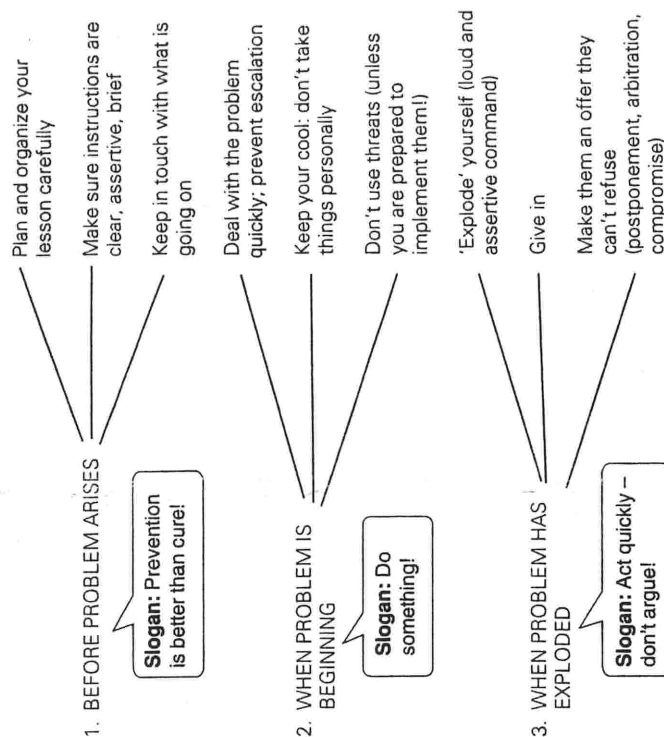 1. BEFORE PROBLEM ARISES
Slogan: Prevention
is better than cure!
Plan and organize your
lesson carefully
Make sure instructions are
clear, assertive, brief
Keep in touch with what is
going on
2. WHEN PROBLEM IS
BEGINNING
Slogan: Do
something!
Deal with the problem
quickly; prevent escalation
Keep your cool: don't take
things personally
Don't use threats (unless
you are prepared to
implement them!)
3. WHEN PROBLEM HAS
EXPLODED
Slogan: Act quickly –
don't argue!
'Explode' yourself (loud and
assertive command)
Give in
Make them an offer they
can't refuse
(postponement, arbitration,
compromise)